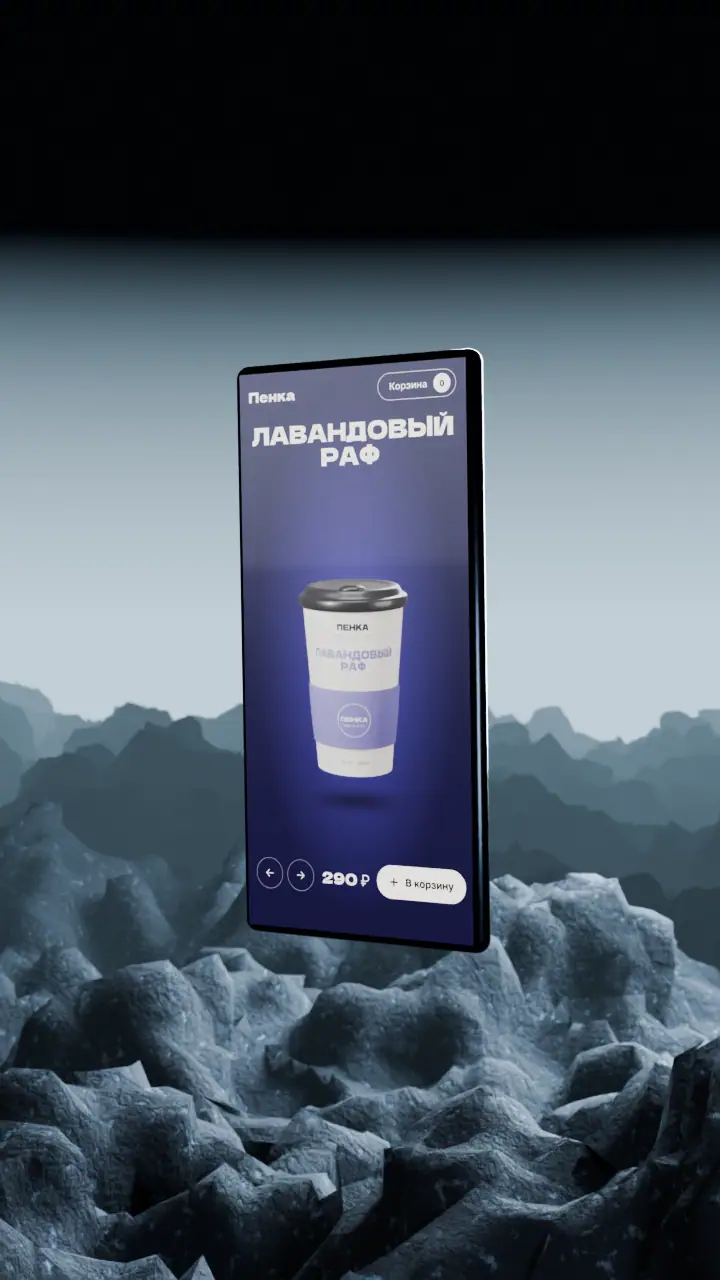 Пенка
Корзина 0
ЛАВАНДОВЫЙ
РАФ
ПЕНКА
ЛАВАНДОВЫЙ
РАФ
ПЕНКА
290 ₽
+ В корзину